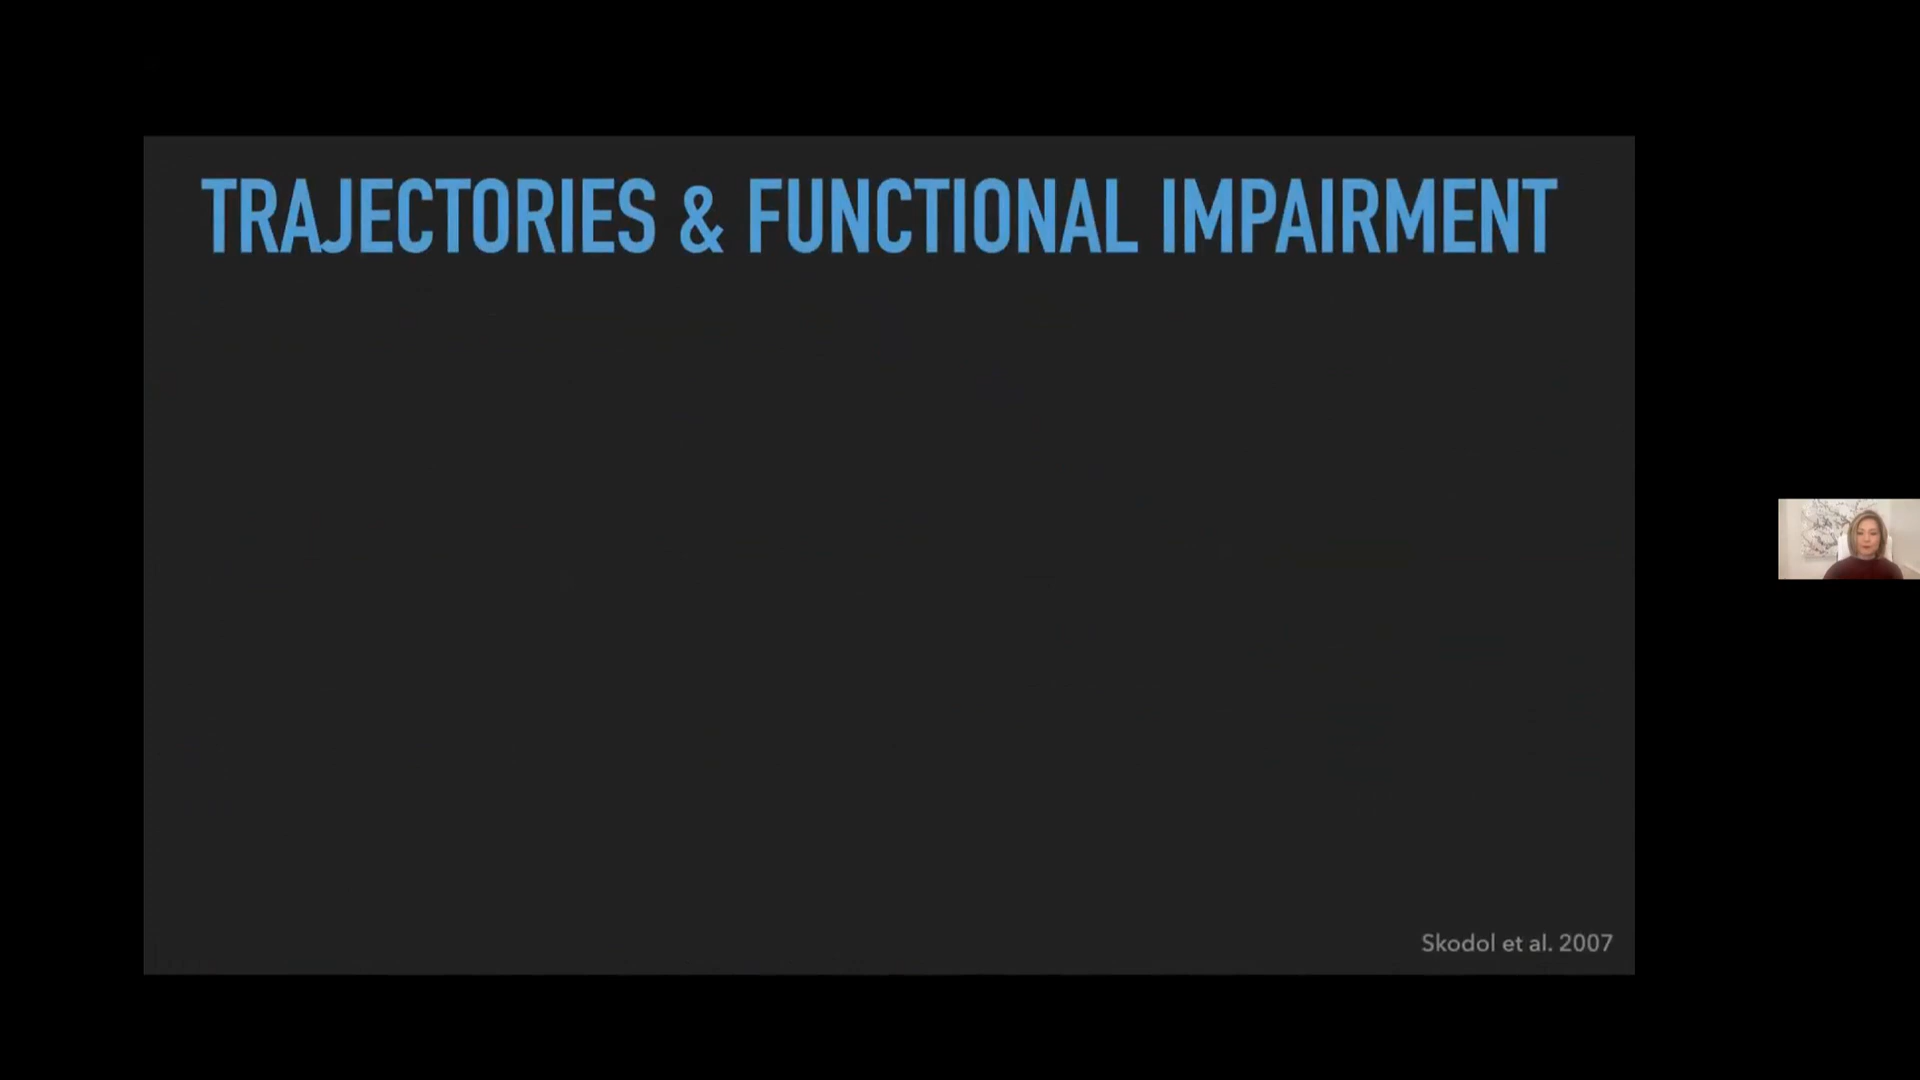 TRAJECTORIES & FUNCTIONAL IMPAIRMENT
Skodol et al. 2007